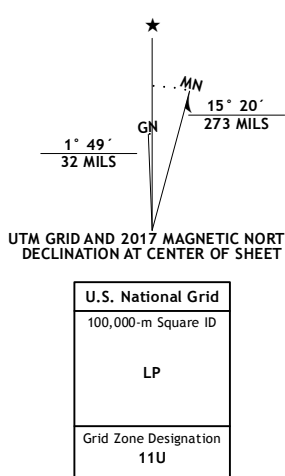 ★
MN
GN
15° 20´
273 MILS
1° 49´
32 MILS
UTM GRID AND 2017 MAGNETIC NORT
DECLINATION AT CENTER OF SHEET
U.S. National Grid
100,000-m Square ID
LP
Grid Zone Designation
11U